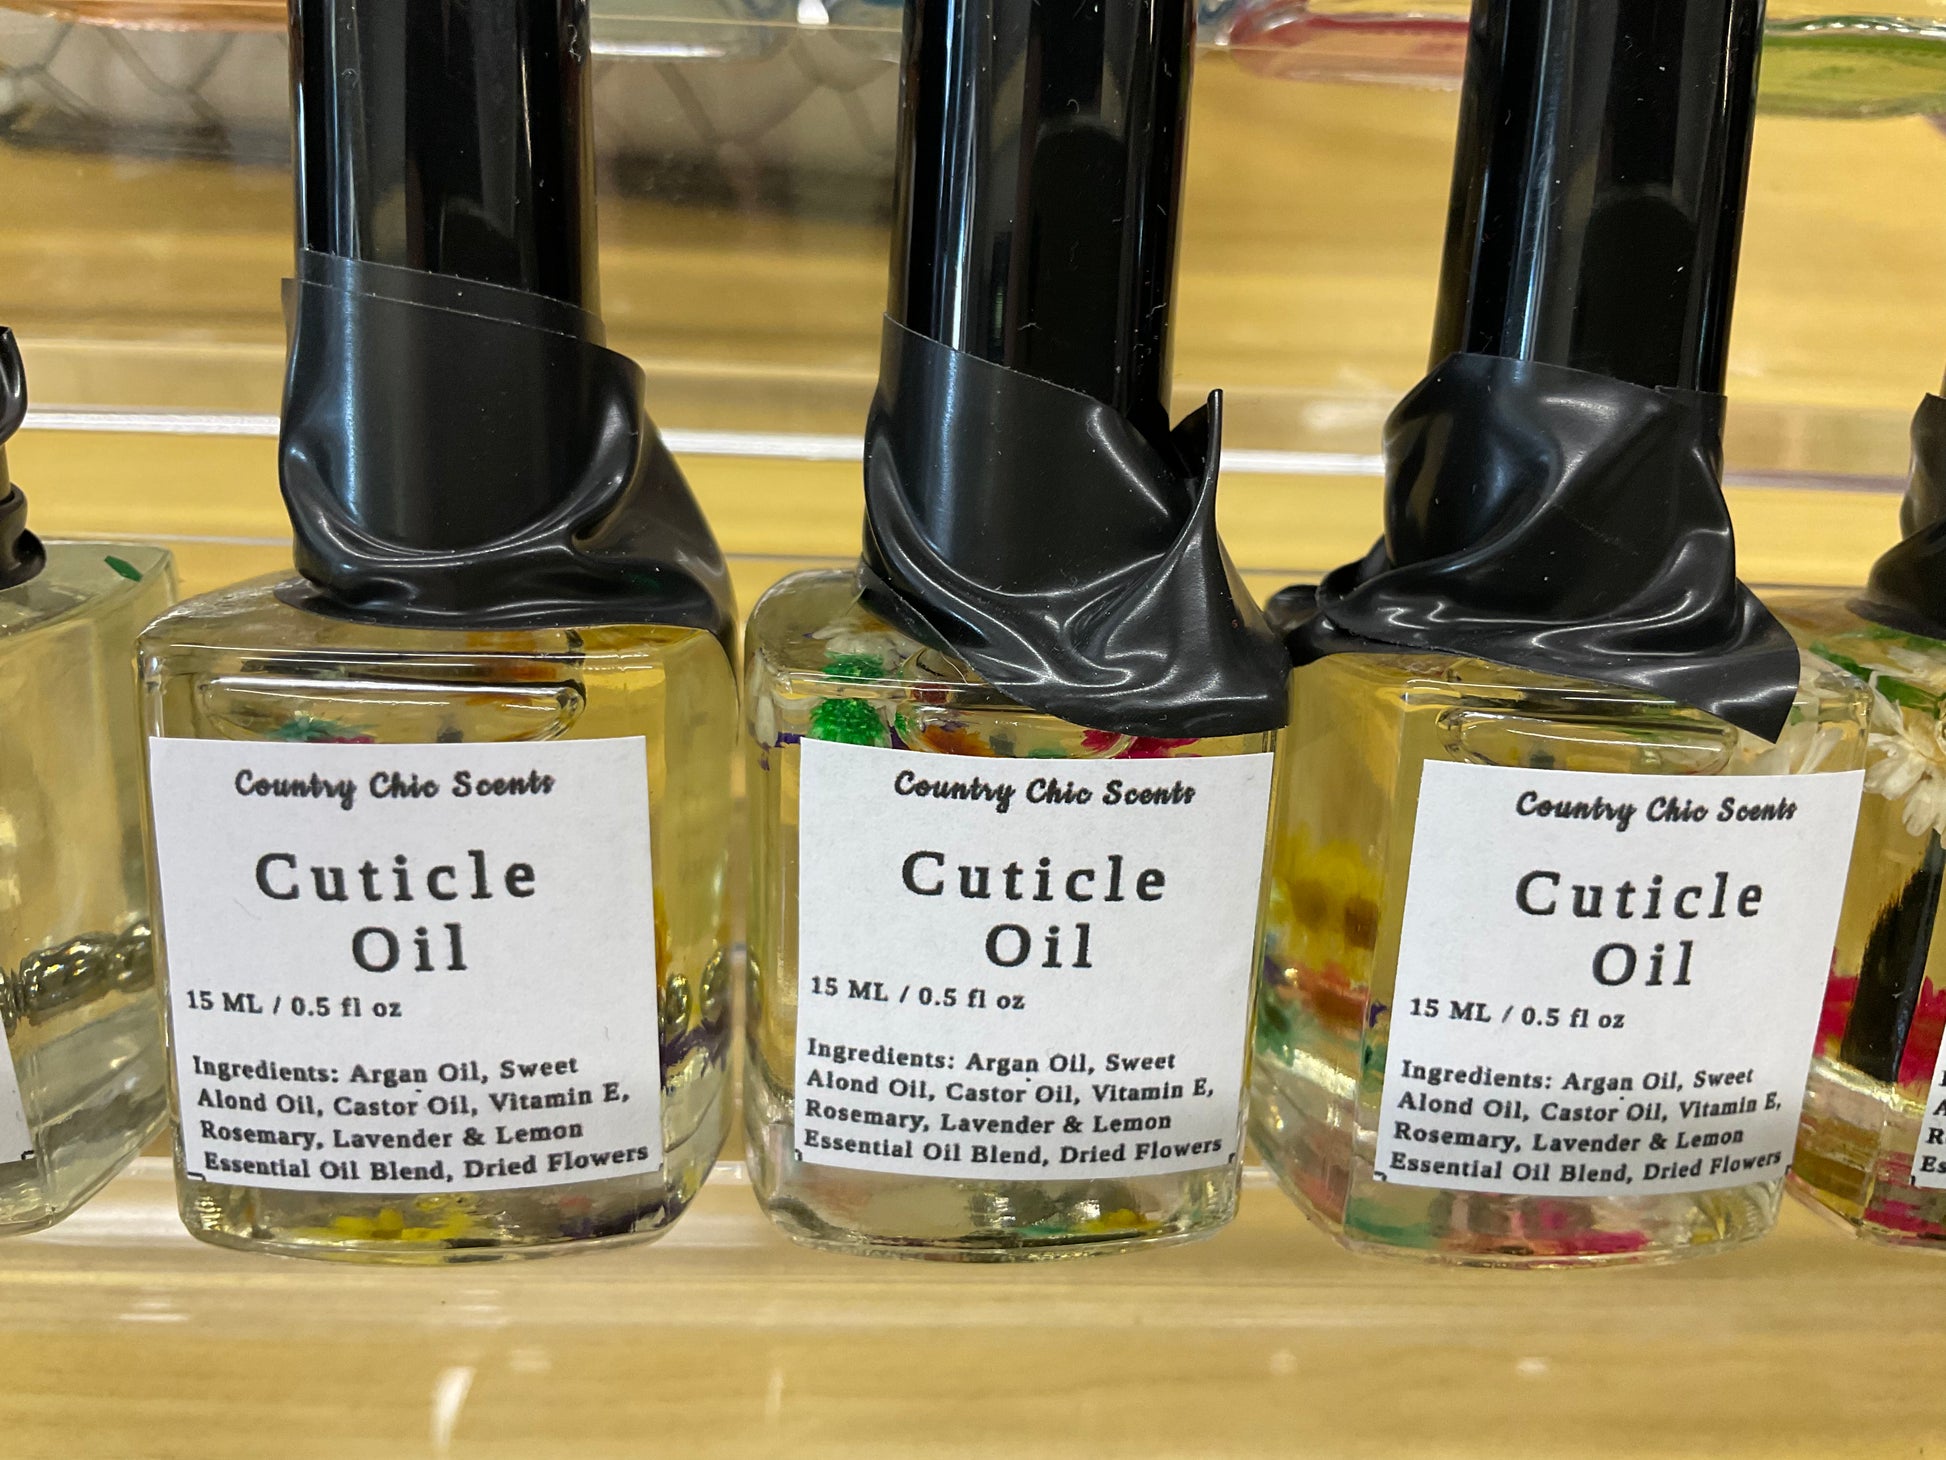 Country Chic Scents
Cuticle
Oil
15 ML / 0.5 fl oz
Ingredients: Argan Oil, Sweet
Alond Oil, Castor Oil, Vitamin E,
Rosemary, Lavender & Lemon
Essential Oil Blend, Dried Flowers
Country Chic Scents
Cuticle
Oil
15 ML / 0.5 fl oz
Ingredients: Argan Oil, Sweet
Alond Oil, Castor Oil, Vitamin E,
Rosemary, Lavender & Lemon
Essential Oil Blend, Dried Flowers
Country Chic Scents
Cuticle
Oil
15 ML / 0.5 fl oz
Ingredients: Argan Oil, Sweet
Alond Oil, Castor Oil, Vitamin E,
Rosemary, Lavender & Lemon
Essential Oil Blend, Dried Flowers